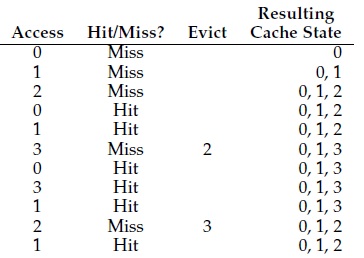 Resulting
Access Hit/Miss? Evict Cache State
0 Miss 0
1 Miss 0, 1
2 Miss 0, 1, 2
0 Hit 0, 1, 2
1 Hit 0, 1, 2
3 Miss 2 0, 1, 3
0 Hit 0, 1, 3
3 Hit 0, 1, 3
1 Hit 0, 1, 3
2 Miss 3 0, 1, 2
1 Hit 0, 1, 2